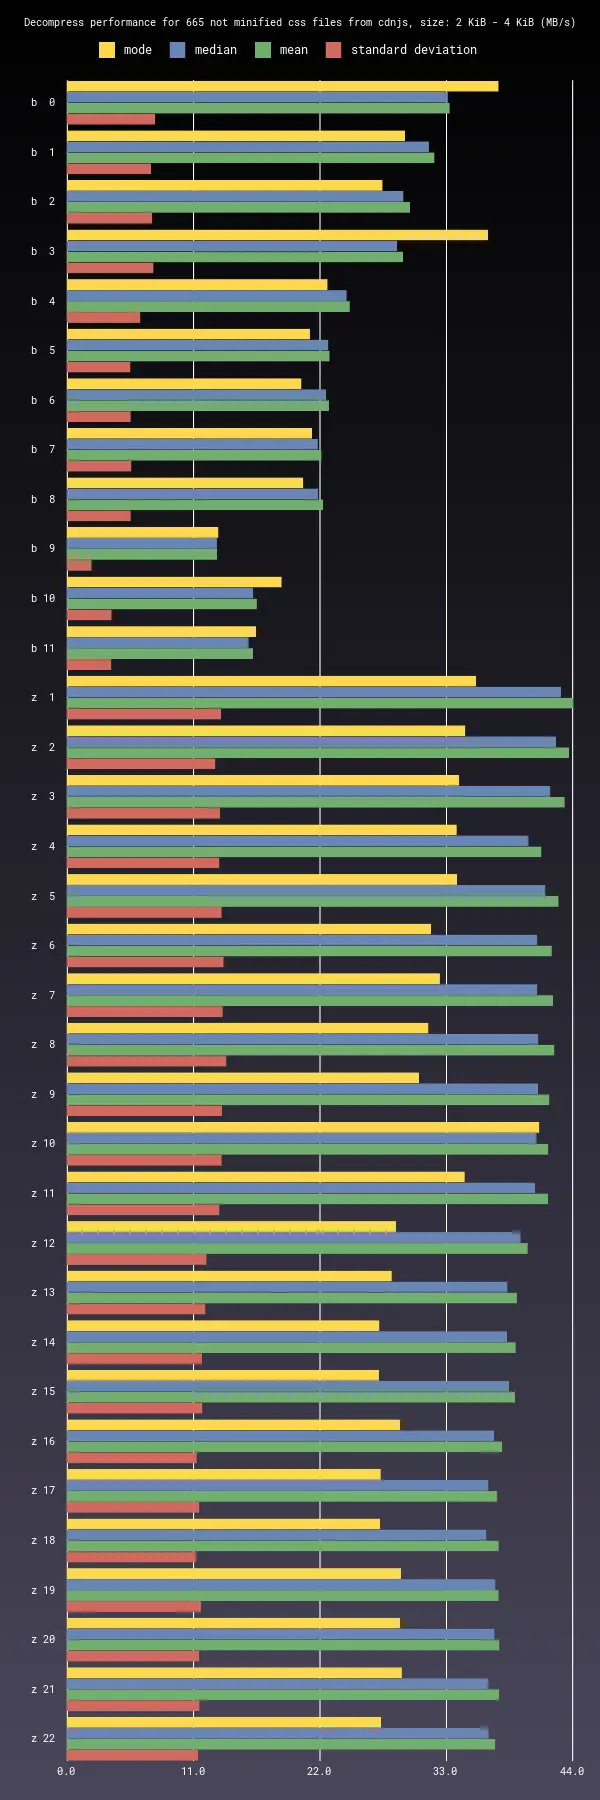 Decompress performance for 665 not minified css files from cdnjs, size: 2 KiB - 4 KiB (MB/s)
mode median mean standard deviation
b 0
b 1
b 2
b 3
b 4
b 5
b 6
b 7
b 8
b 9
b 10
b 11
z 1
z 2
z 3
z 4
z 5
z 6
z 7
z 8
z 9
z 10
z 11
z 12
z 13
z 14
z 15
z 16
z 17
z 18
z 19
z 20
z 21
z 22
0.0 11.0 22.0 33.0 44.0